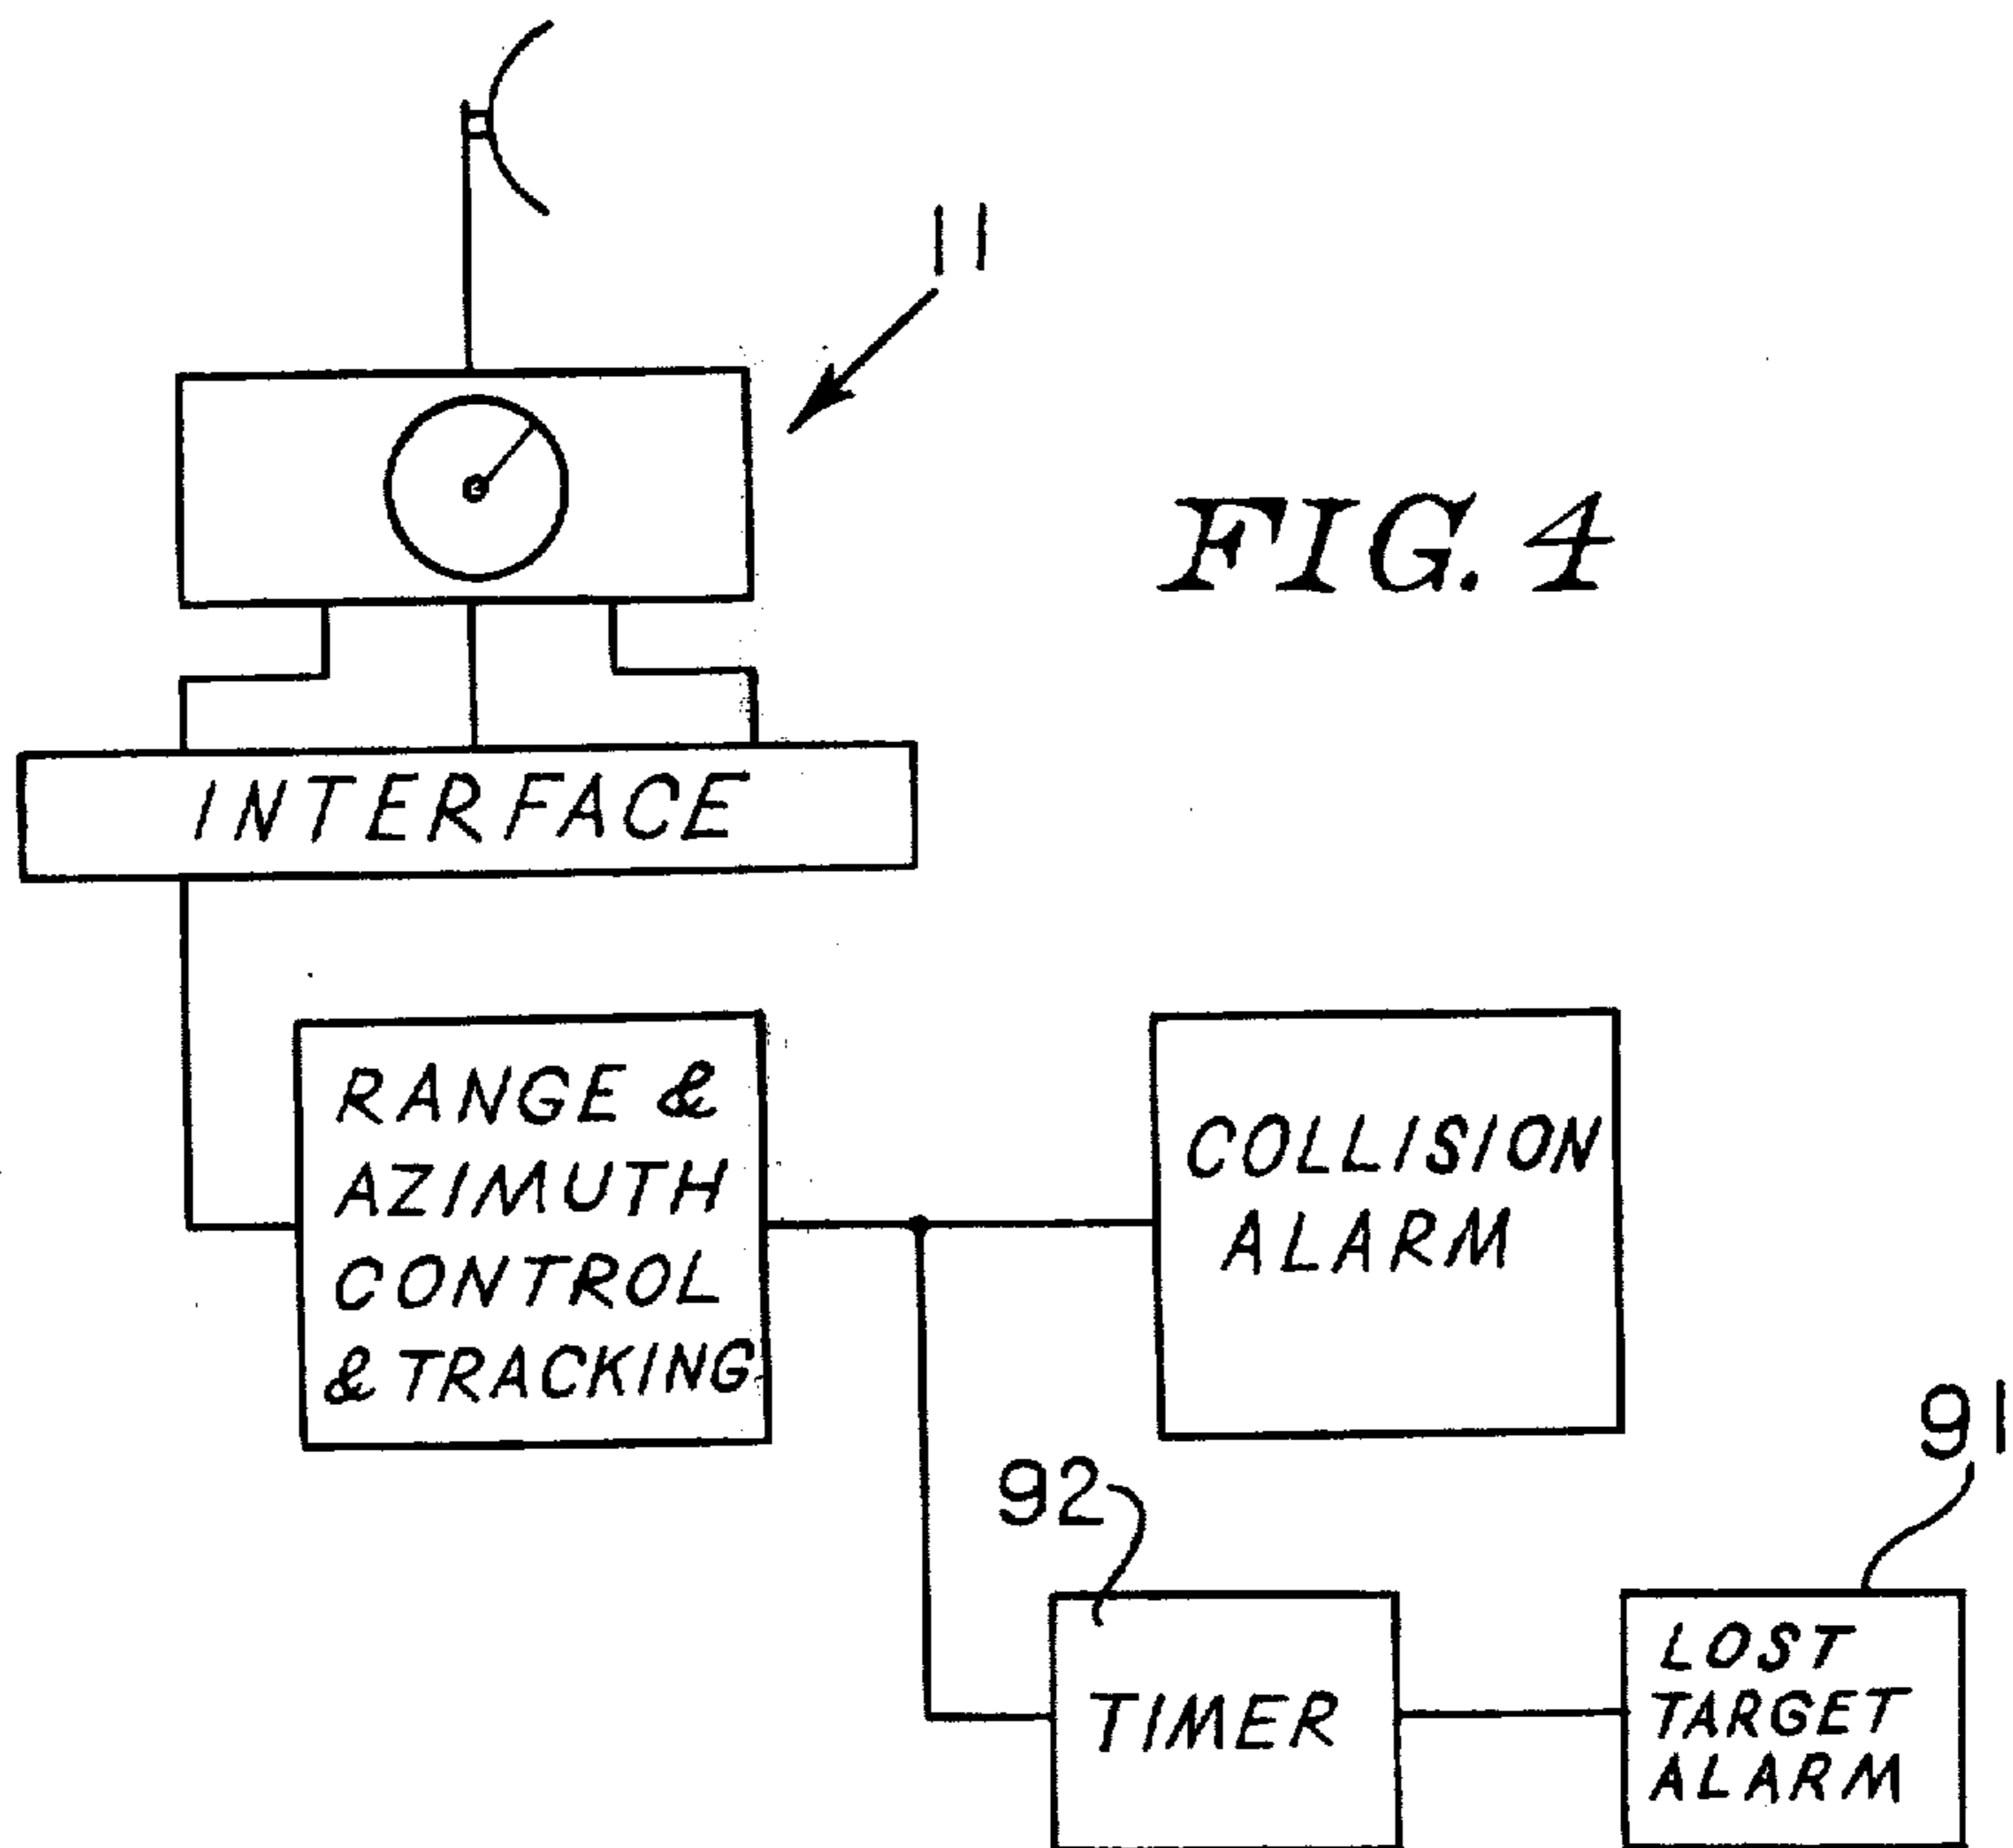 11
FIG. 4
INTERFACE
RANGE &
AZIMUTH
CONTROL
& TRACKING
COLLISION
ALARM
91
92
TIMER
LOST
TARGET
ALARM